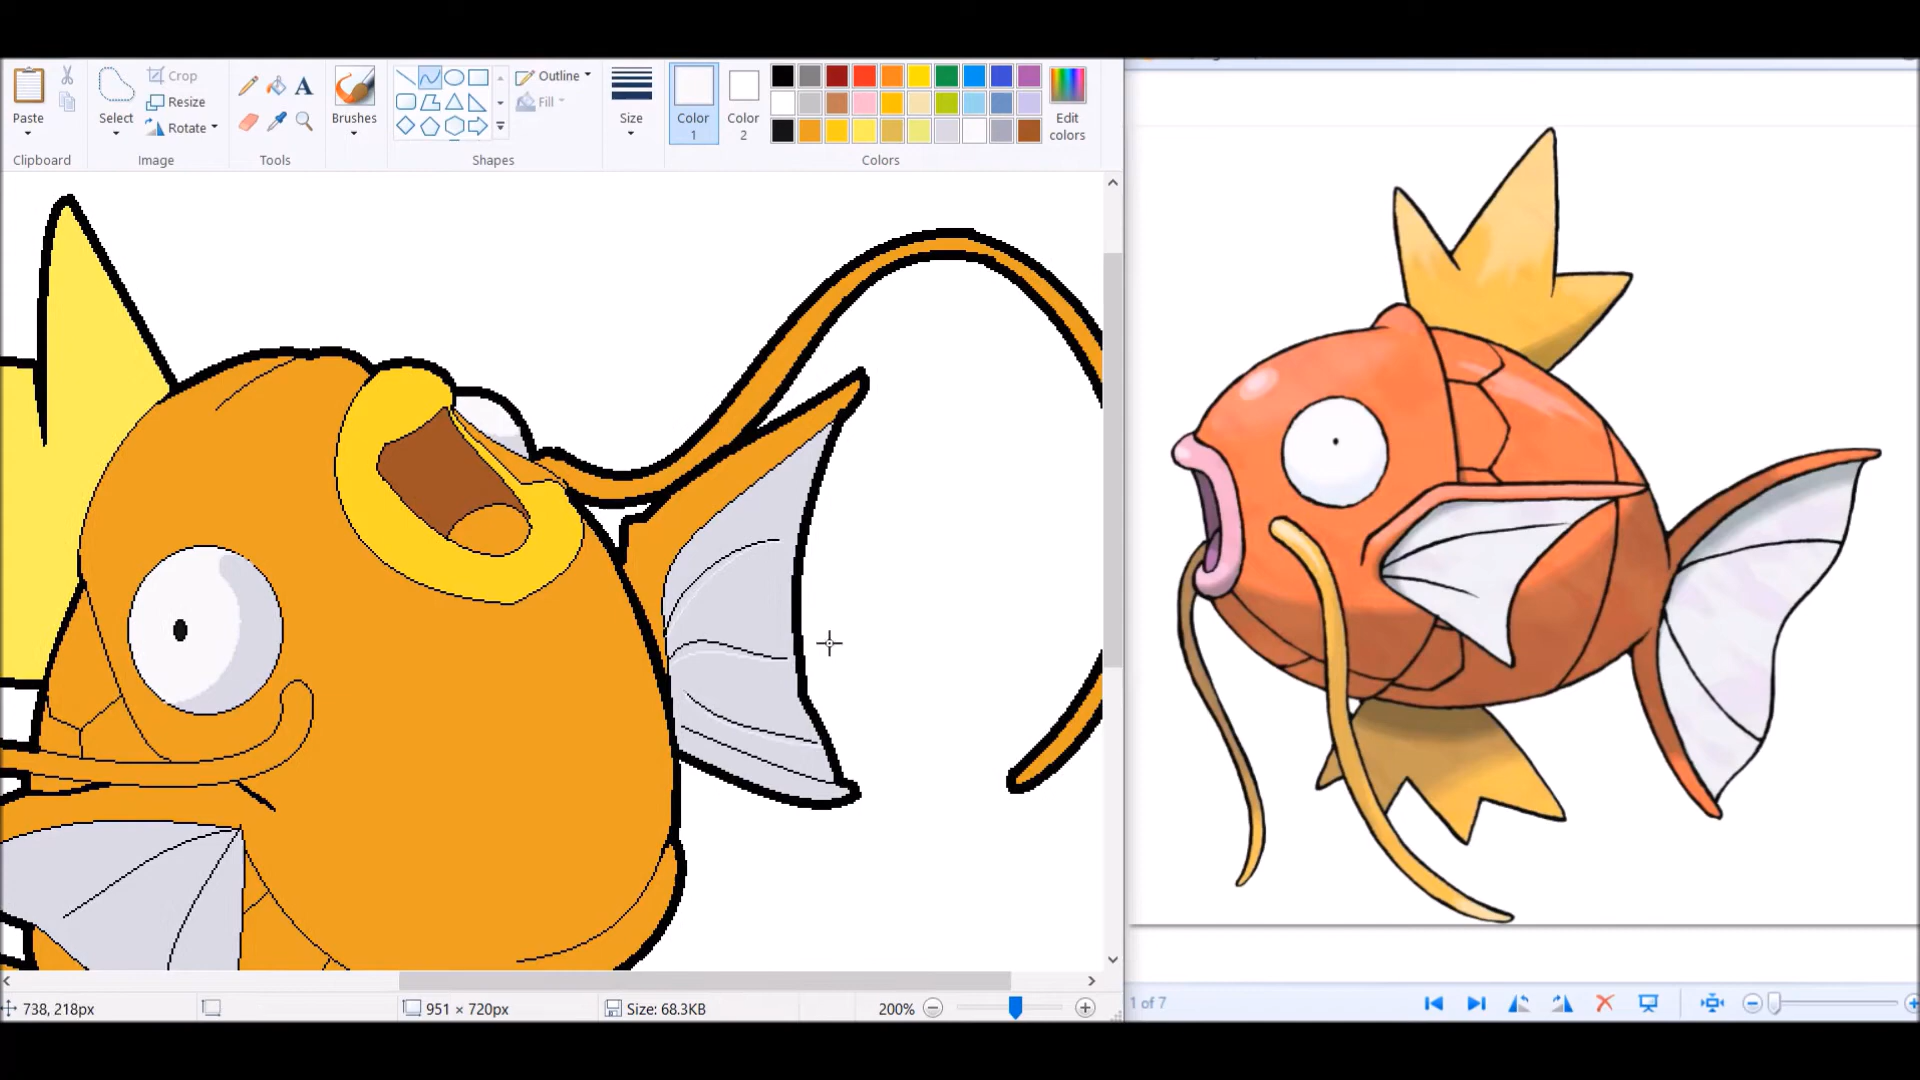 Paste
Clipboard
Select
Crop
Resize
Rotate
Image
A
Tools
Brushes
Shapes
Outline
Fill
Size
Color
1
Color
2
Colors
Edit
colors
738, 218px
951 × 720px
Size: 68.3KB
200%
1 of 7